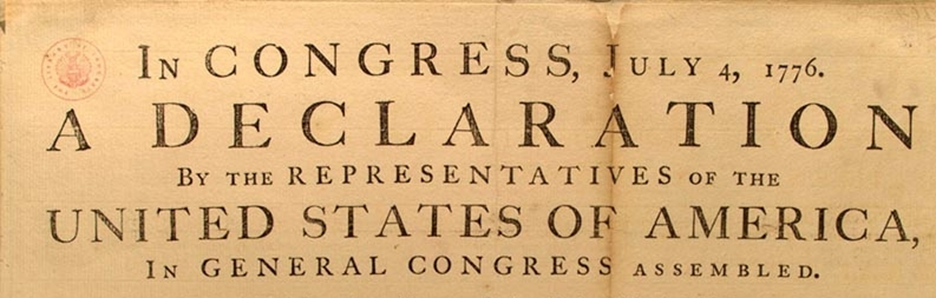 In CONGRESS, July 4, 1776.
A DECLARATION
By the REPRESENTATIVES of the
UNITED STATES OF AMERICA,
In GENERAL CONGRESS assembled.